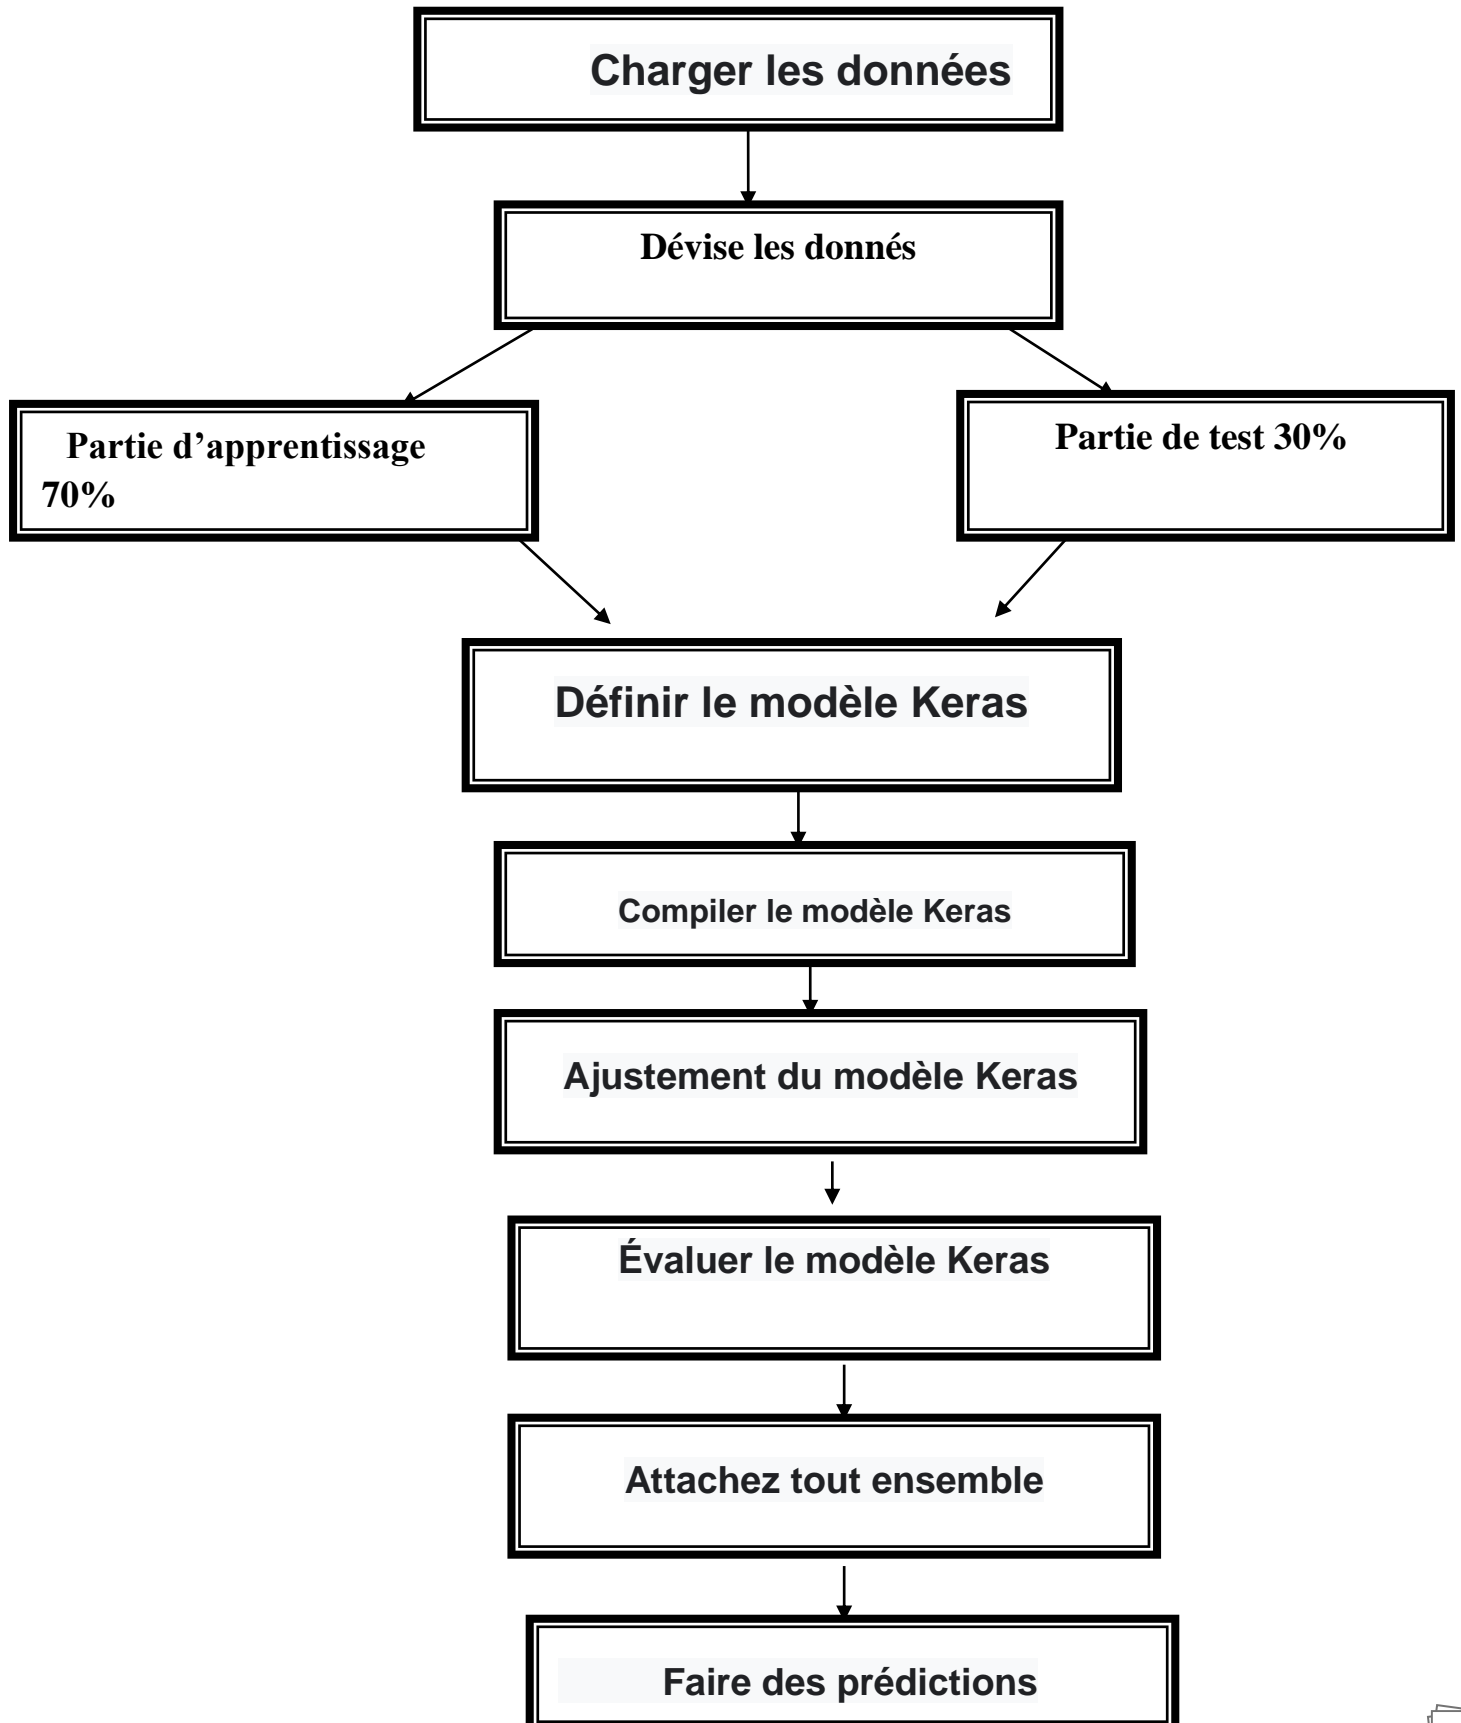 Charger les données
Dévise les donnés
Partie d’apprentissage
70%
Partie de test 30%
Définir le modèle Keras
Compiler le modèle Keras
Ajustement du modèle Keras
Évaluer le modèle Keras
Attachez tout ensemble
Faire des prédictions